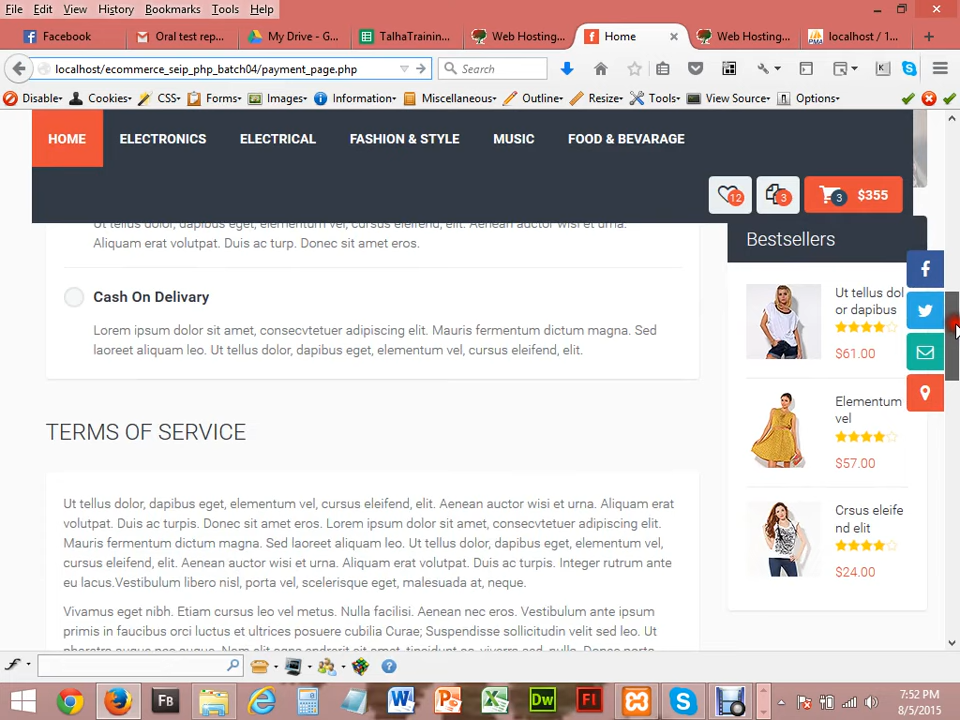 File Edit View History Bookmarks Tools Help
Facebook Oral test rep... My Drive - G... TalhaTrainin... Web Hosting... Home Web Hosting... localhost / 1...
localhost/ecommerce_seip_php_batch04/payment_page.php Search
Disable Cookies CSS Forms Images Information Miscellaneous Outline Resize Tools View Source Options
HOME ELECTRONICS ELECTRICAL FASHION & STYLE MUSIC FOOD & BEVARAGE
12 3 3 $355
Aliquam erat volutpat. Duis ac turp. Donec sit amet eros.
Bestsellers
Cash On Delivery
Lorem ipsum dolor sit amet, consecvtetuer adipiscing elit. Mauris fermentum dictum magna. Sed
laoreet aliquam leo. Ut tellus dolor, dapibus eget, elementum vel, cursus eleifend, elit.
Ut tellus dol
or dapibus
$61.00
Elementum
vel
$57.00
Crsus eleife
nd elit
$24.00
TERMS OF SERVICE
Ut tellus dolor, dapibus eget, elementum vel, cursus eleifend, elit. Aenean auctor wisi et urna. Aliquam erat
volutpat. Duis ac turpis. Donec sit amet eros. Lorem ipsum dolor sit amet, consecvtetuer adipiscing elit.
Mauris fermentum dictum magna. Sed laoreet aliquam leo. Ut tellus dolor, dapibus eget, elementum vel,
cursus eleifend, elit. Aenean auctor wisi et urna. Aliquam erat volutpat. Duis ac turpis. Integer rutrum ante
eu lacus.Vestibulum libero nisl, porta vel, scelerisque eget, malesuada at, neque.
Vivamus eget nibh. Etiam cursus leo vel metus. Nulla facilisi. Aenean nec eros. Vestibulum ante ipsum
primis in faucibus orci luctus et ultrices posuere cubilia Curae; Suspendisse sollicitudin velit sed leo. Ut
7:52 PM
8/5/2015